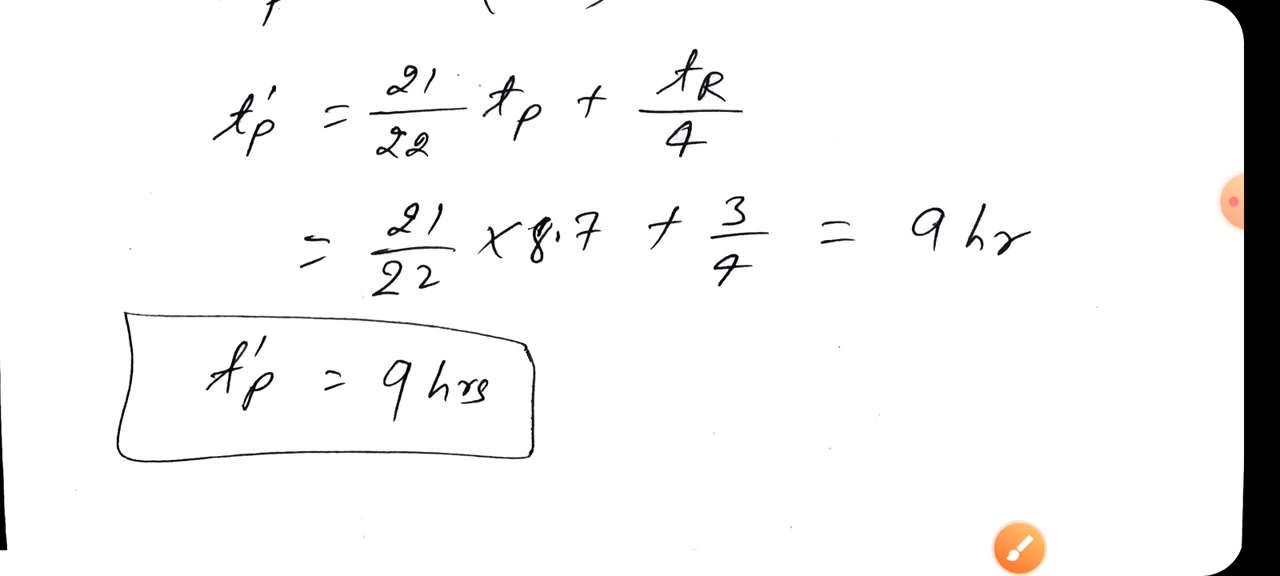 t'p = 21/22 tp + tR/4
= 21/22 × 8.7 + 3/4 = 9 hr
t'p = 9 hrs